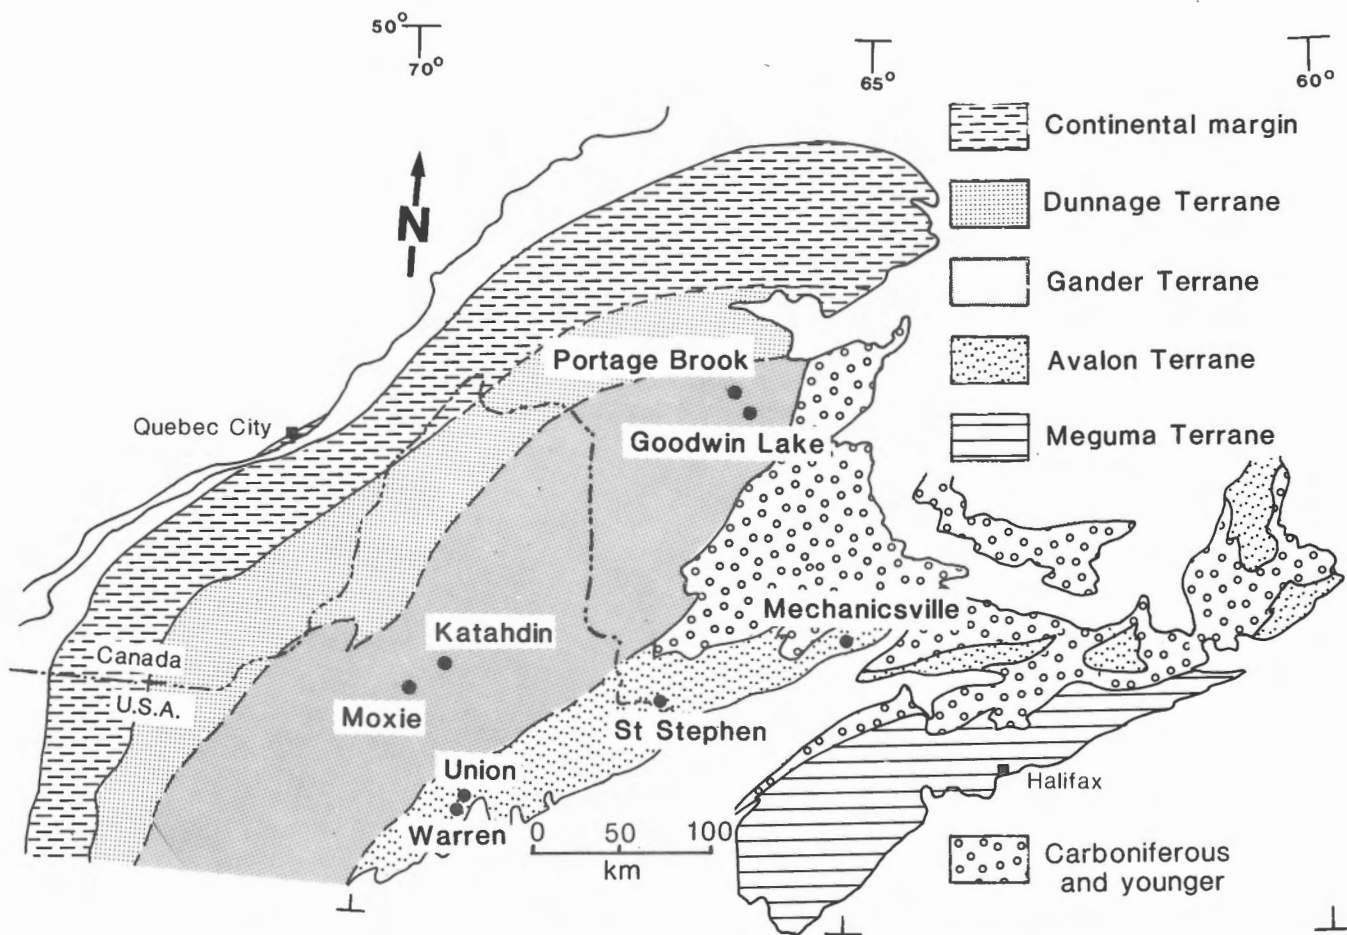 50°
70°
65°
60°
N
Continental margin
Dunnage Terrane
Gander Terrane
Avalon Terrane
Meguma Terrane
Portage Brook
Goodwin Lake
Quebec City
Mechanicsville
Katahdin
Canada
U.S.A.
Moxie
St Stephen
Union
Warren
Halifax
0 50 100
km
Carboniferous
and younger